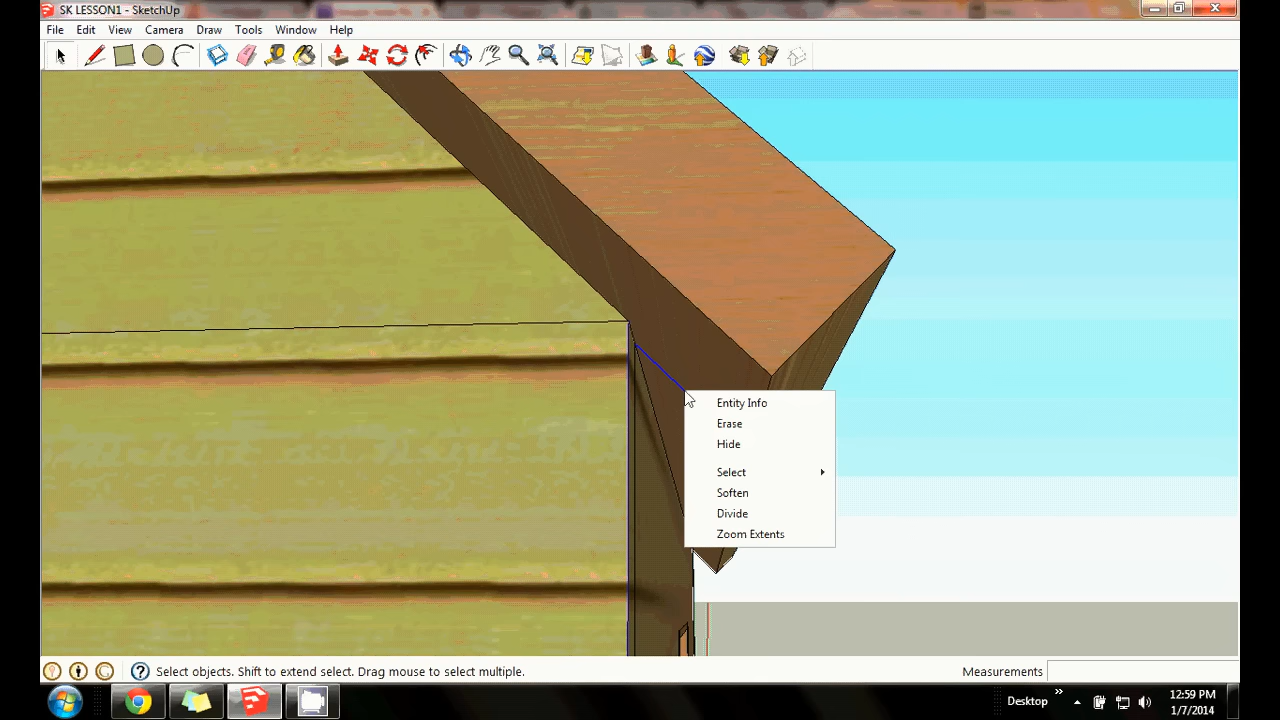 SK LESSON1 - SketchUp
File Edit View Camera Draw Tools Window Help
Entity Info
Erase
Hide
Select
Soften
Divide
Zoom Extents
Select objects. Shift to extend select. Drag mouse to select multiple.
Measurements
Desktop
12:59 PM
1/7/2014